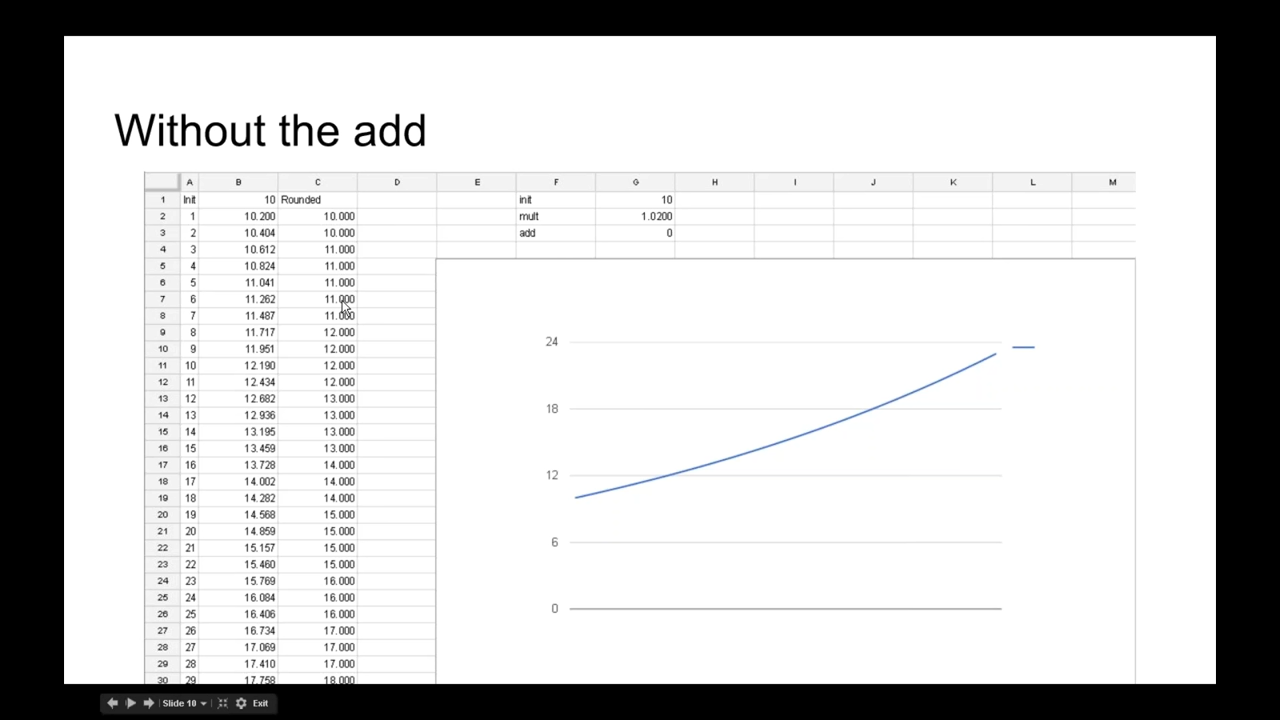 Without the add
A B C D E F G H I J K L M
1 Init 10 Rounded init 10
2 1 10.200 10.000 mult 1.0200
3 2 10.404 10.000 add 0
4 3 10.612 11.000
5 4 10.824 11.000
6 5 11.041 11.000
7 6 11.262 11.000
8 7 11.487 11.000
9 8 11.717 12.000
10 9 11.951 12.000
11 10 12.190 12.000
12 11 12.434 12.000
13 12 12.682 13.000
14 13 12.936 13.000
15 14 13.195 13.000
16 15 13.459 13.000
17 16 13.728 14.000
18 17 14.002 14.000
19 18 14.282 14.000
20 19 14.568 15.000
21 20 14.859 15.000
22 21 15.157 15.000
23 22 15.460 15.000
24 23 15.769 16.000
25 24 16.084 16.000
26 25 16.406 16.000
27 26 16.734 17.000
28 27 17.069 17.000
29 28 17.410 17.000
30 29 17.758 18.000
24
18
12
6
0
Slide 10 Exit